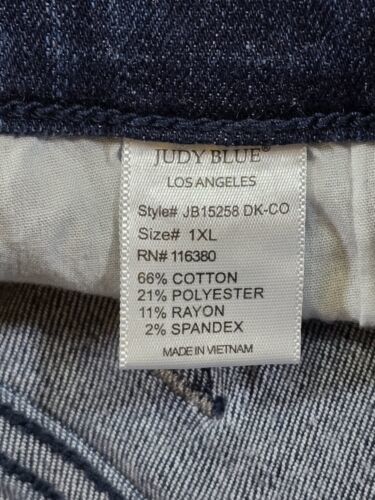 JUDY BLUE®
LOS ANGELES
Style# JB15258 DK-CO
Size# 1XL
RN# 116380
66% COTTON
21% POLYESTER
11% RAYON
2% SPANDEX
MADE IN VIETNAM